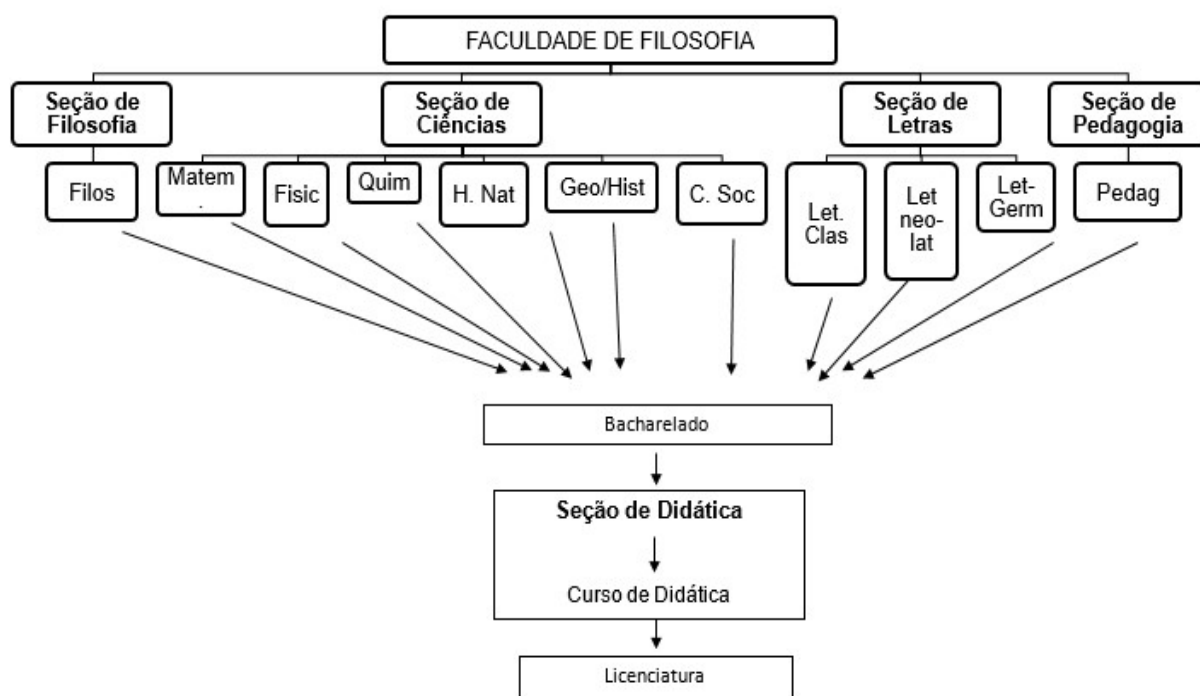 FACULDADE DE FILOSOFIA
Seção de
Filosofia
Seção de
Ciências
Seção de
Letras
Seção de
Pedagogia
Filos
Matem
.
Fisic
Quim
H. Nat
Geo/Hist
C. Soc
Let.
Clas
Let
neo-
lat
Let-
Germ
Pedag
Bacharelado
Seção de Didática
Curso de Didática
Licenciatura